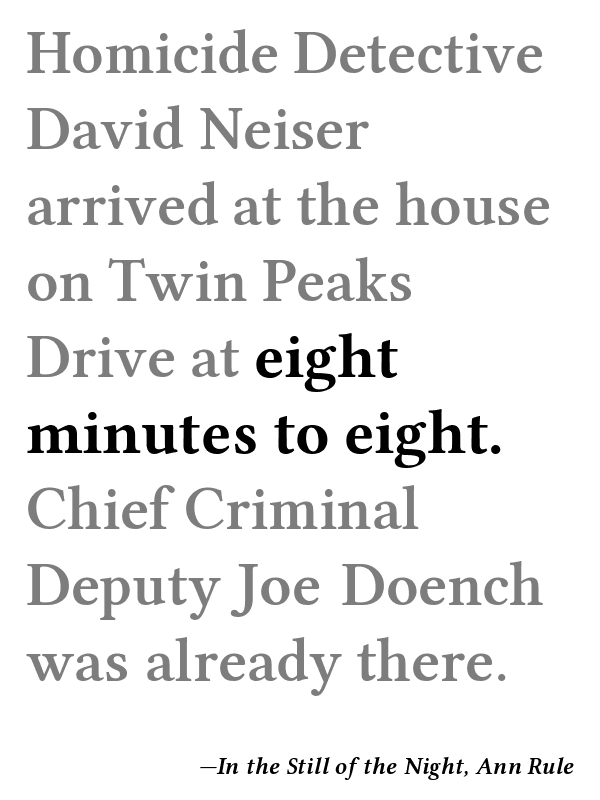 Homicide Detective
David Neiser
arrived at the house
on Twin Peaks
Drive at eight
minutes to eight.
Chief Criminal
Deputy Joe Doench
was already there.
—In the Still of the Night, Ann Rule